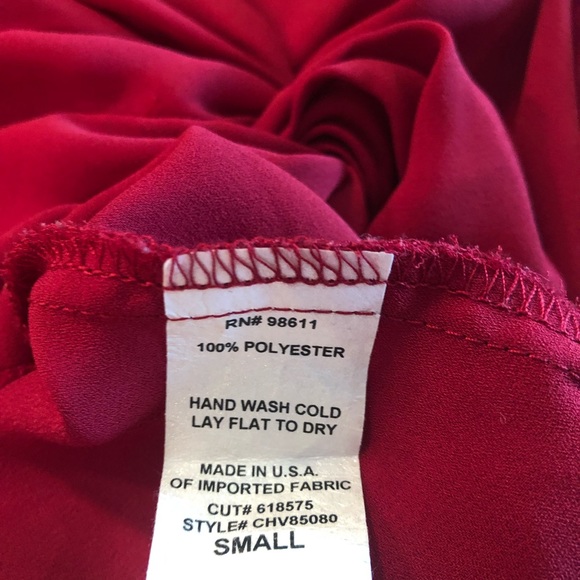 RN# 98611
100% POLYESTER
HAND WASH COLD
LAY FLAT TO DRY
MADE IN U.S.A.
OF IMPORTED FABRIC
CUT# 618575
STYLE# CHV85080
SMALL